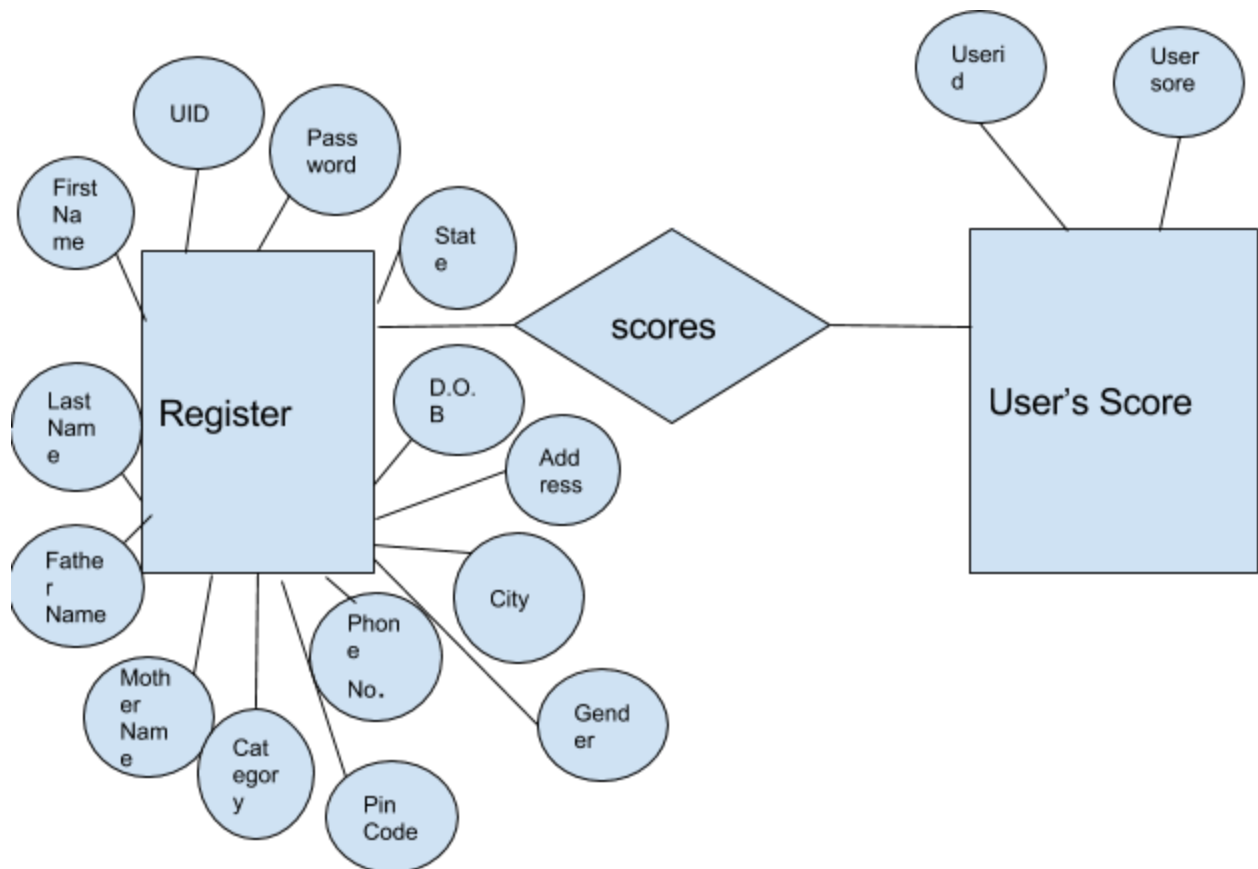 Useri
d
User
sore
UID
Pass
word
First
Na
me
Stat
e
scores
D.O.
B
User's Score
Last
Nam
e
Register
Add
ress
Fathe
r
Name
City
Phon
e
No.
Moth
er
Nam
e
Gend
er
Cat
egor
y
Pin
Code